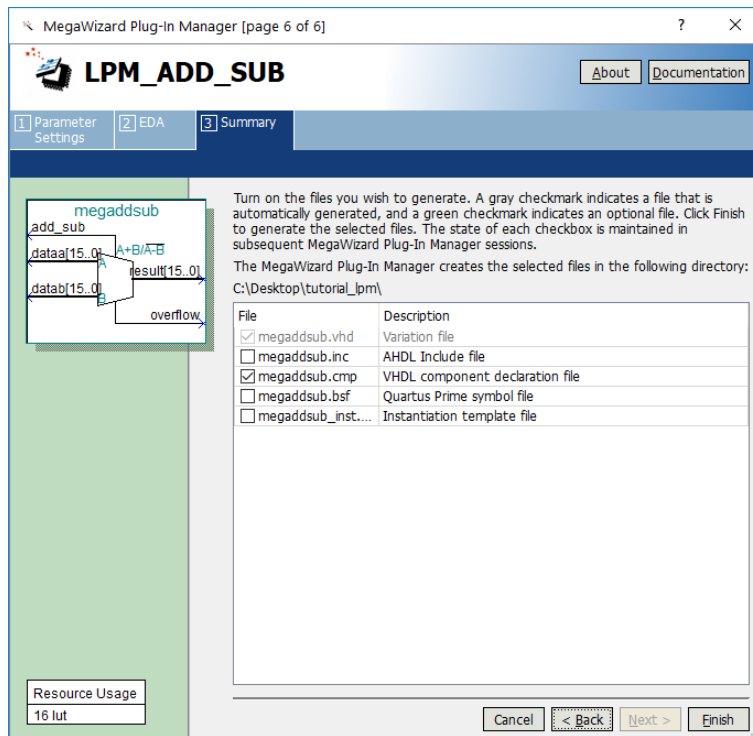 MegaWizard Plug-In Manager [page 6 of 6]
?
LPM_ADD_SUB
About
Documentation
1 Parameter Settings
2 EDA
3 Summary
megaddsub
add_sub
dataa[15..0]
A+B/A-B
A
result[15..0]
datab[15..0]
B
overflow
Turn on the files you wish to generate. A gray checkmark indicates a file that is
automatically generated, and a green checkmark indicates an optional file. Click Finish
to generate the selected files. The state of each checkbox is maintained in
subsequent MegaWizard Plug-In Manager sessions.
The MegaWizard Plug-In Manager creates the selected files in the following directory:
C:\Desktop\tutorial_lpm\
File Description
megaddsub.vhd Variation file
megaddsub.inc AHDL Include file
megaddsub.cmp VHDL component declaration file
megaddsub.bsf Quartus Prime symbol file
megaddsub_inst.... Instantiation template file
Resource Usage
16 lut
Cancel
< Back
Next >
Finish